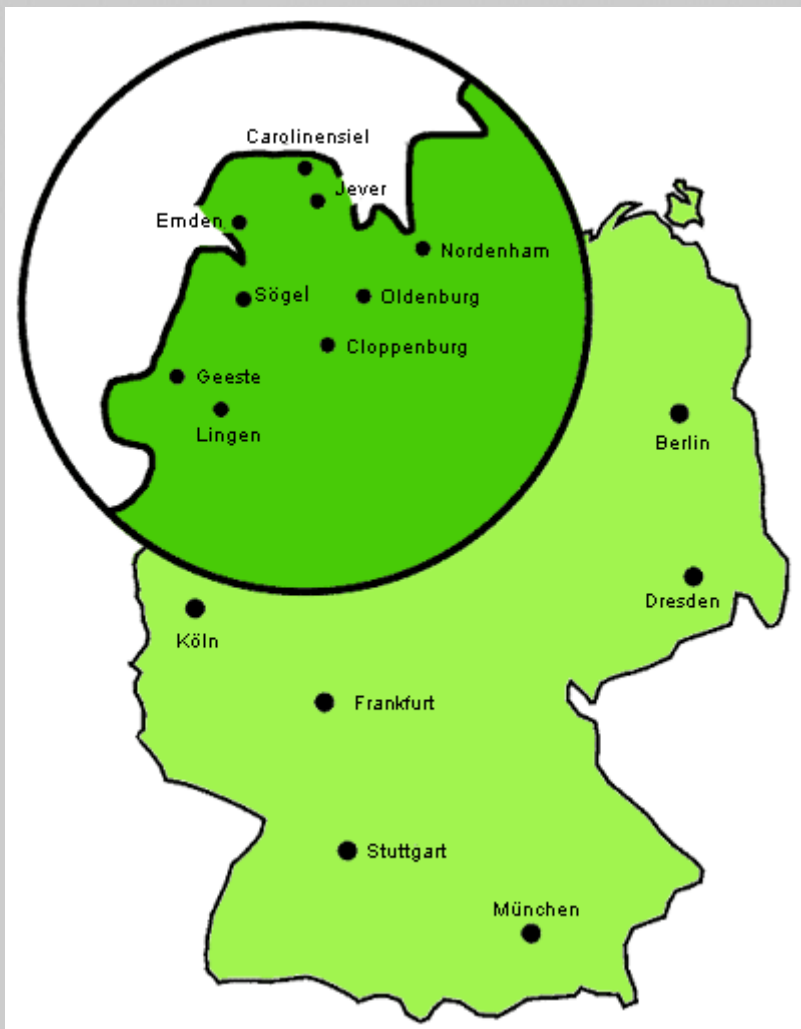 Carolinensiel
Jever
Emden
Nordenham
Sögel
Oldenburg
Cloppenburg
Geeste
Lingen
Berlin
Dresden
Köln
Frankfurt
Stuttgart
München